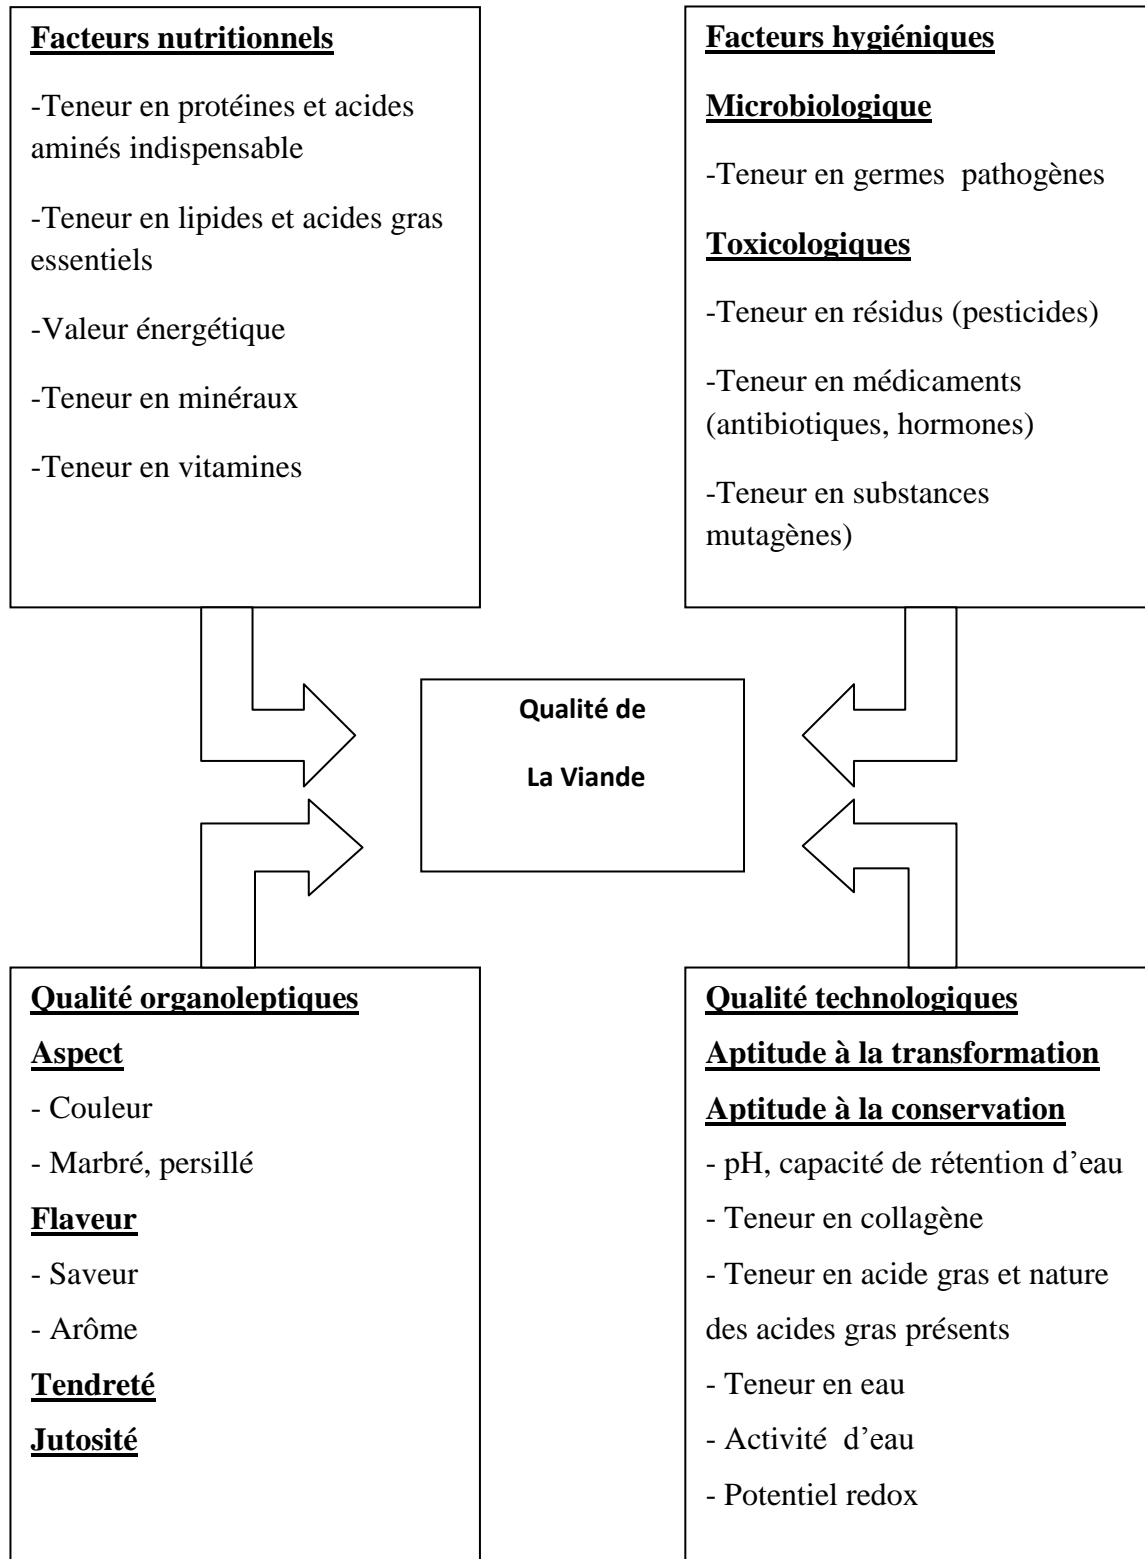 Facteurs nutritionnels
-Teneur en protéines et acides
aminés indispensable
-Teneur en lipides et acides gras
essentiels
-Valeur énergétique
-Teneur en minéraux
-Teneur en vitamines
Facteurs hygiéniques
Microbiologique
-Teneur en germes  pathogènes
Toxicologiques
-Teneur en résidus (pesticides)
-Teneur en médicaments
(antibiotiques, hormones)
-Teneur en substances
mutagènes)
Qualité de
La Viande
Qualité organoleptiques
Aspect
- Couleur
- Marbré, persillé
Flaveur
- Saveur
- Arôme
Tendreté
Jutosité
Qualité technologiques
Aptitude à la transformation
Aptitude à la conservation
- pH, capacité de rétention d’eau
- Teneur en collagène
- Teneur en acide gras et nature
des acides gras présents
- Teneur en eau
- Activité  d’eau
- Potentiel redox